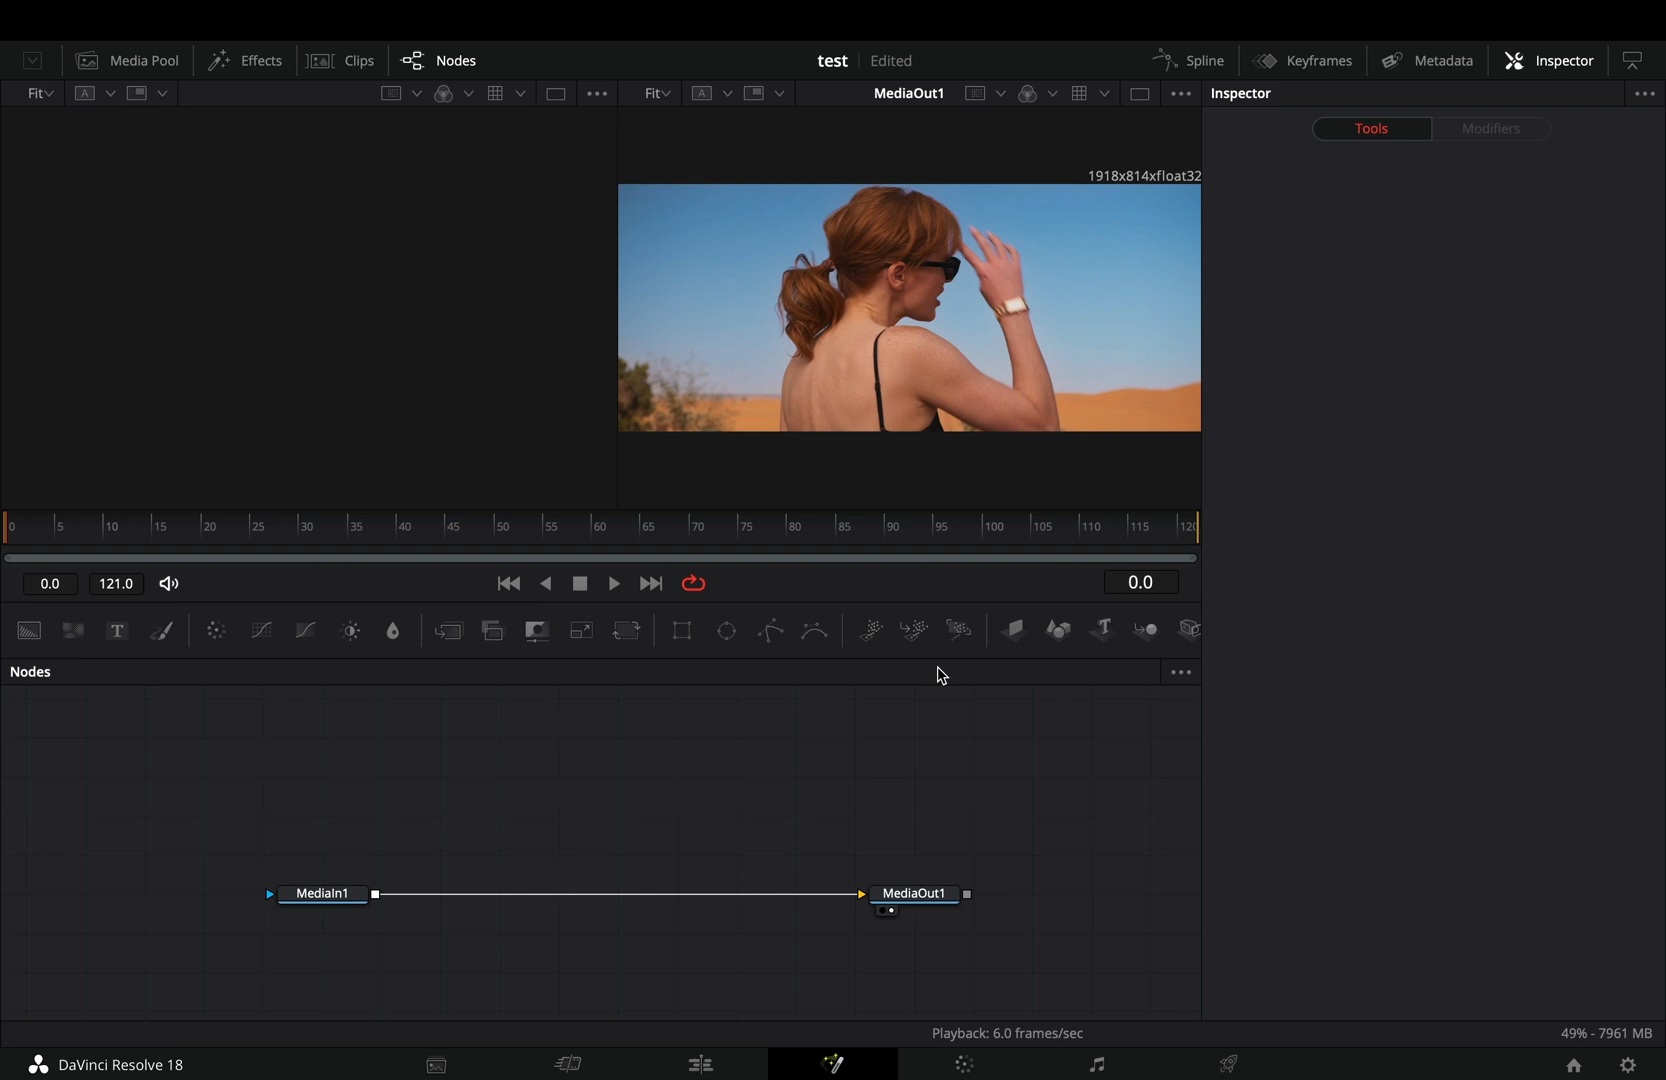 Media Pool Effects Clips Nodes test Edited Spline Keyframes Metadata Inspector
Fit A Fit A MediaOut1 Inspector
Tools Modifiers
1918x814xfloat32
0 5 10 15 20 25 30 35 40 45 50 55 60 65 70 75 80 85 90 95 100 105 110 115 120
0.0 121.0 0.0
T T
Nodes
MediaIn1 MediaOut1
Playback: 6.0 frames/sec 49% - 7961 MB
DaVinci Resolve 18